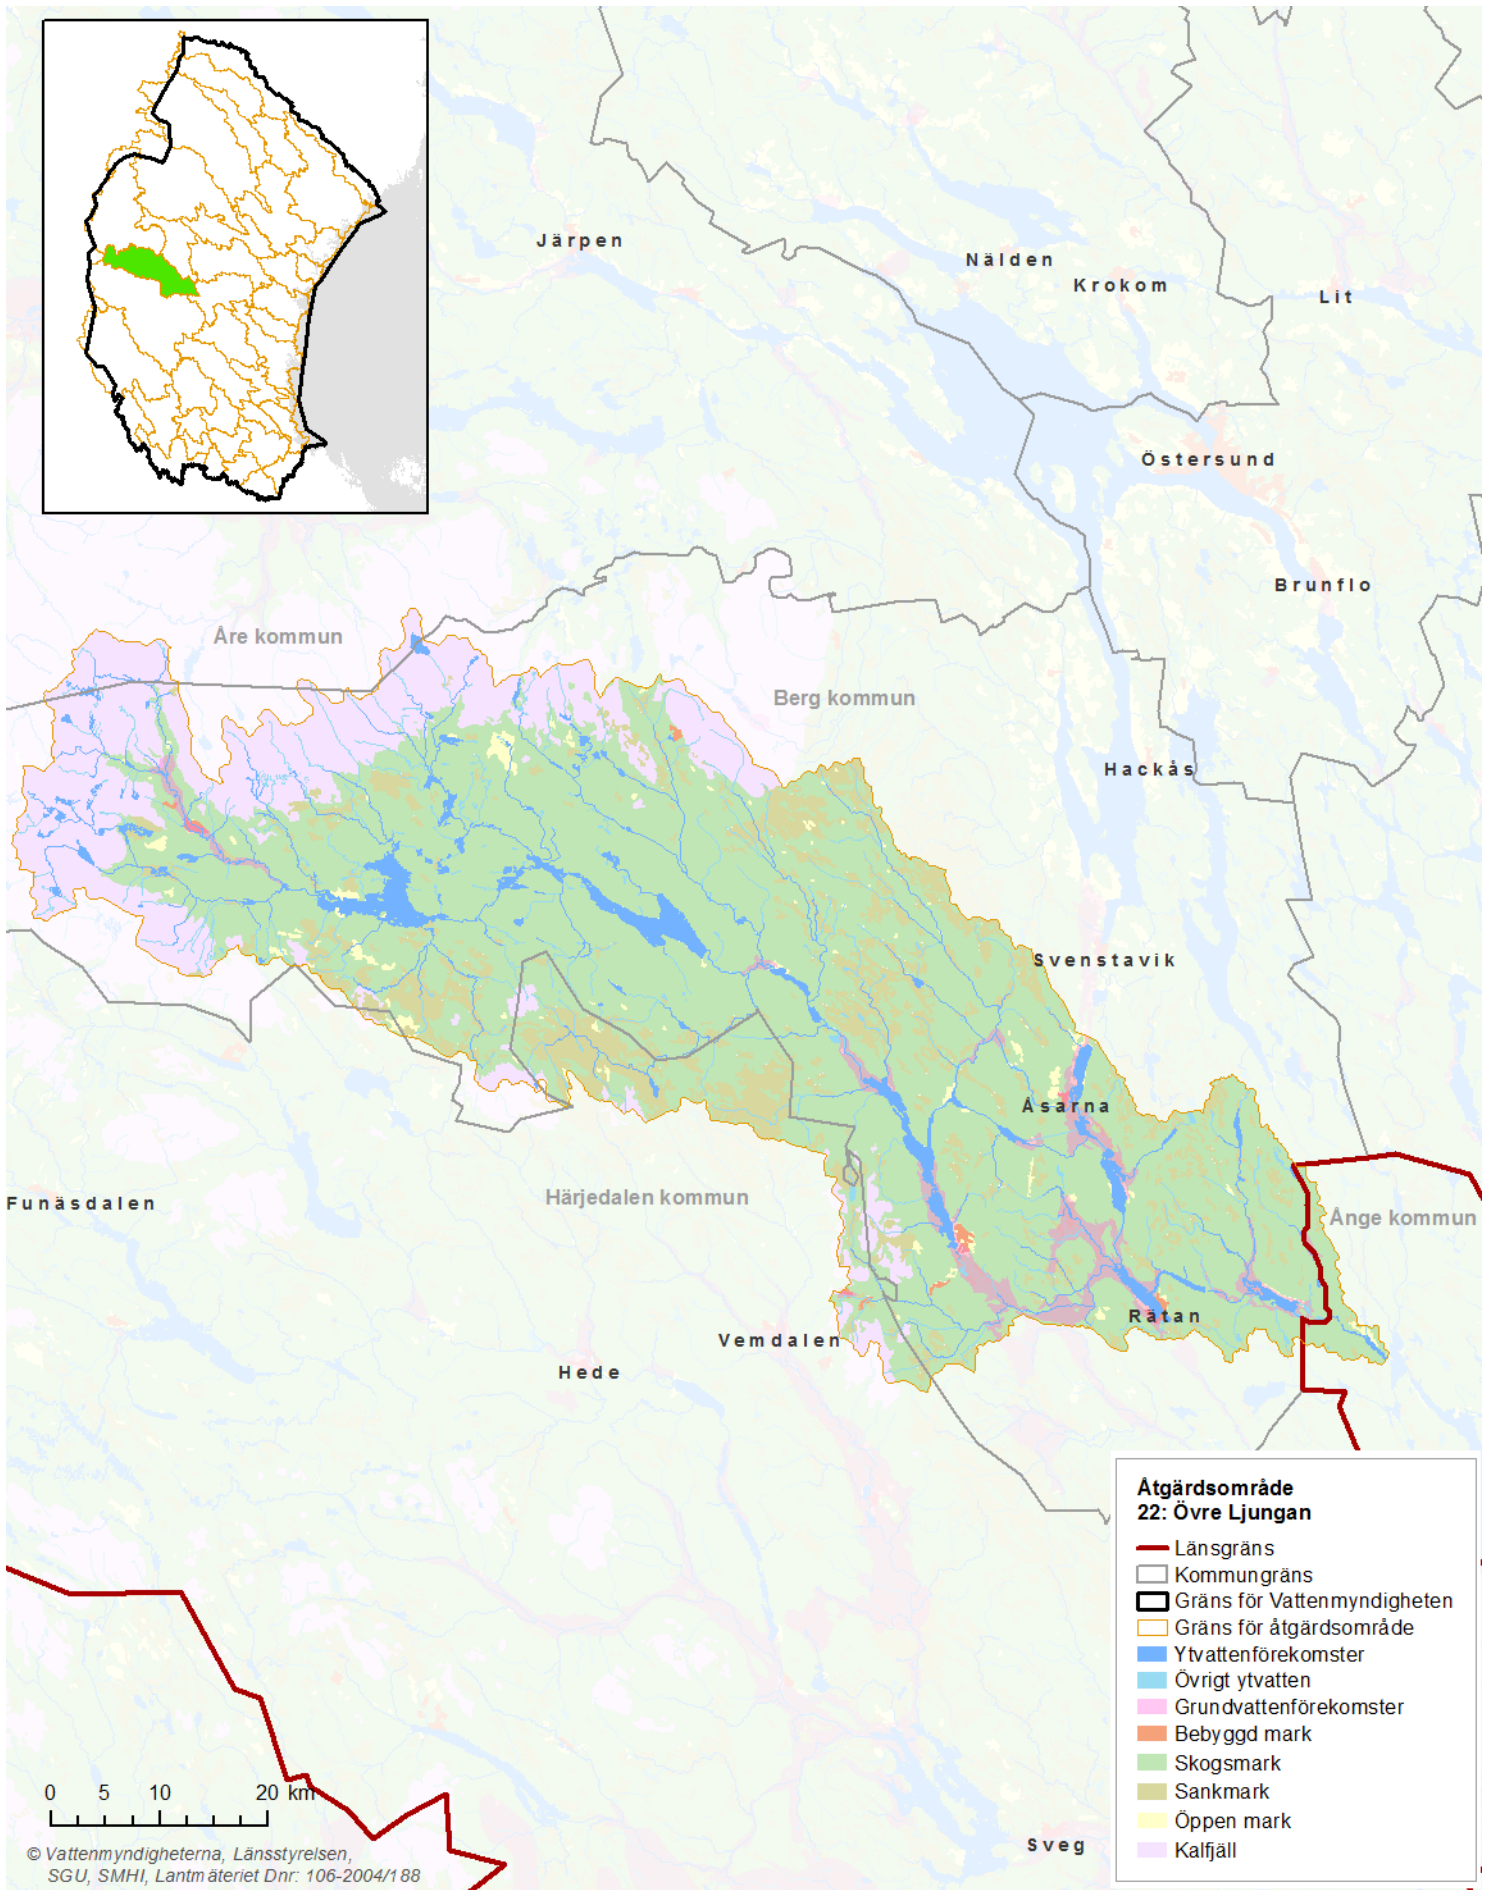 Järpen
Nälden
Krokom
Lit
Östersund
Brunflo
Åre kommun
Berg kommun
Hackås
Svenstavik
Åsarna
Funäsdalen
Härjedalen kommun
Ånge kommun
Rätan
Vemdalen
Hede
Sveg
Åtgärdsområde
22: Övre Ljungan
Länsgräns
Kommungräns
Gräns för Vattenmyndigheten
Gräns för åtgärdsområde
Ytvattenförekomster
Övrigt ytvatten
Grundvattenförekomster
Bebyggd mark
Skogsmark
Sankmark
Öppen mark
Kalfjäll
0 5 10 20 km
© Vattenmyndigheterna, Länsstyrelsen,
SGU, SMHI, Lantmäteriet Dnr: 106-2004/188